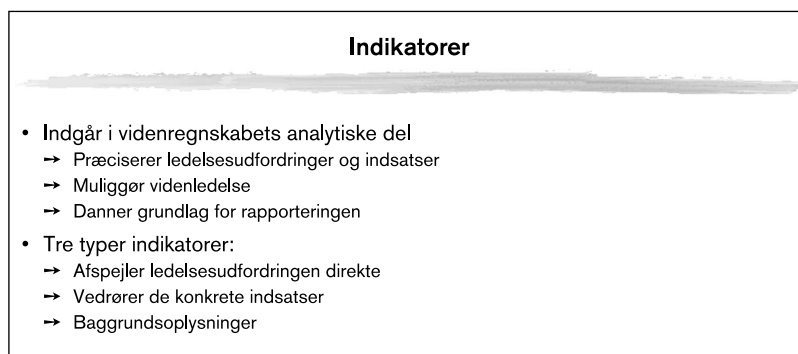 Indikatorer
• Indgår i videnregnskabets analytiske del
➙ Præciserer ledelsesudfordringer og indsatser
➙ Muliggør videnledelse
➙ Danner grundlag for rapporteringen
• Tre typer indikatorer:
➙ Afspejler ledelsesudfordringen direkte
➙ Vedrører de konkrete indsatser
➙ Baggrundsoplysninger